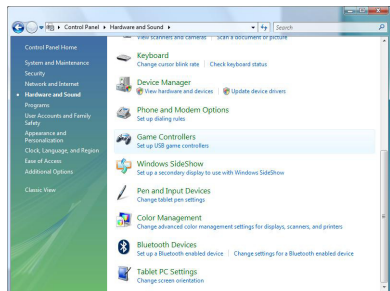 Control Panel ▸ Hardware and Sound ▸
Search
Control Panel Home
System and Maintenance
Security
Network and Internet
Hardware and Sound
Programs
User Accounts and Family
Safety
Appearance and
Personalization
Clock, Language, and Region
Ease of Access
Additional Options
Classic View
View scanners and cameras Scan a document or picture
Keyboard
Change cursor blink rate Check keyboard status
Device Manager
View hardware and devices Update device drivers
Phone and Modem Options
Set up dialing rules
Game Controllers
Set up USB game controllers
Windows SideShow
Set up a secondary display to use with Windows SideShow
Pen and Input Devices
Change tablet pen settings
Color Management
Change advanced color management settings for displays, scanners, and printers
Bluetooth Devices
Set up a Bluetooth enabled device Change settings for a Bluetooth enabled device
Tablet PC Settings
Change screen orientation